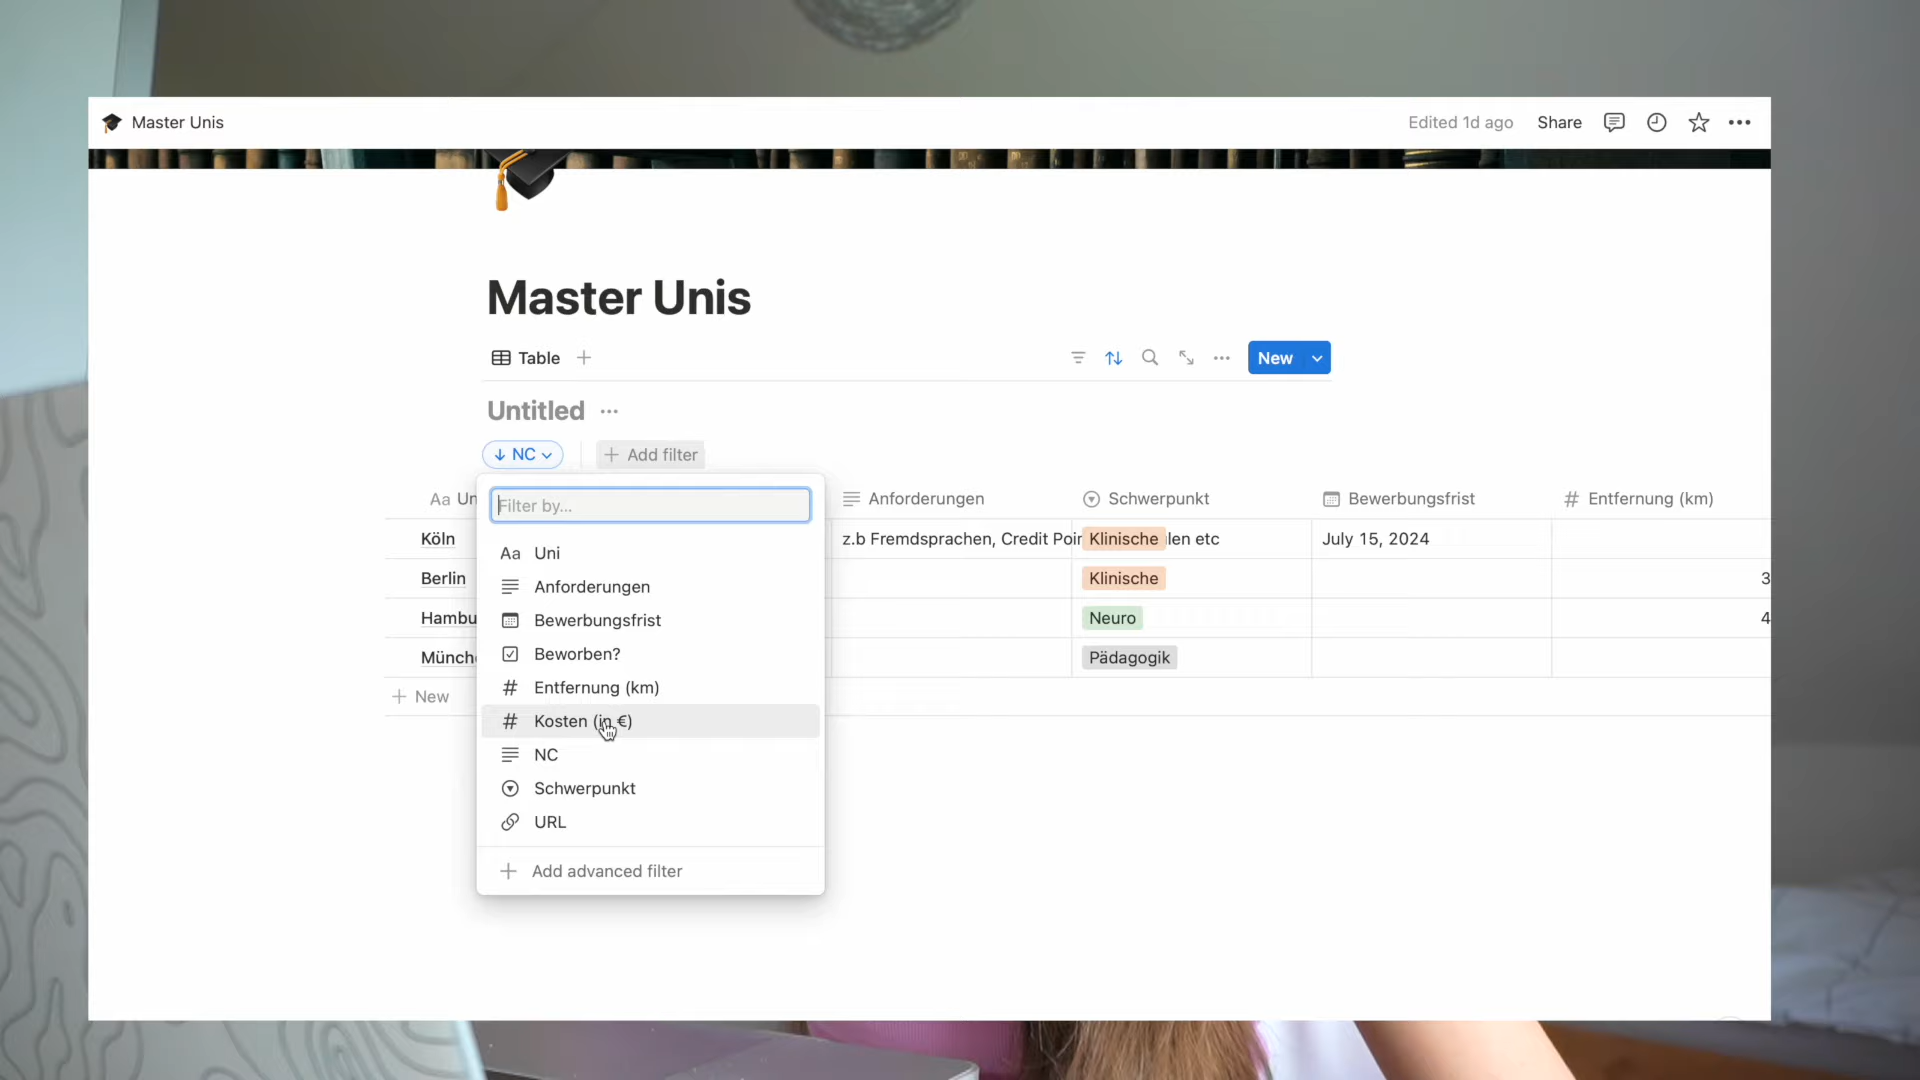 Master Unis
Edited 1d ago Share
Master Unis
Table
New
Untitled
NC
Add filter
Aa
Anforderungen Schwerpunkt Bewerbungsfrist # Entfernung (km)
Filter by...
Köln z.b Fremdsprachen, Credit Klinische etc July 15, 2024
Berlin Klinische 3
Neuro 4
Pädagogik
+ New
Aa Uni
Anforderungen
Bewerbungsfrist
Beworben?
# Entfernung (km)
# Kosten (in €)
NC
Schwerpunkt
URL
+ Add advanced filter